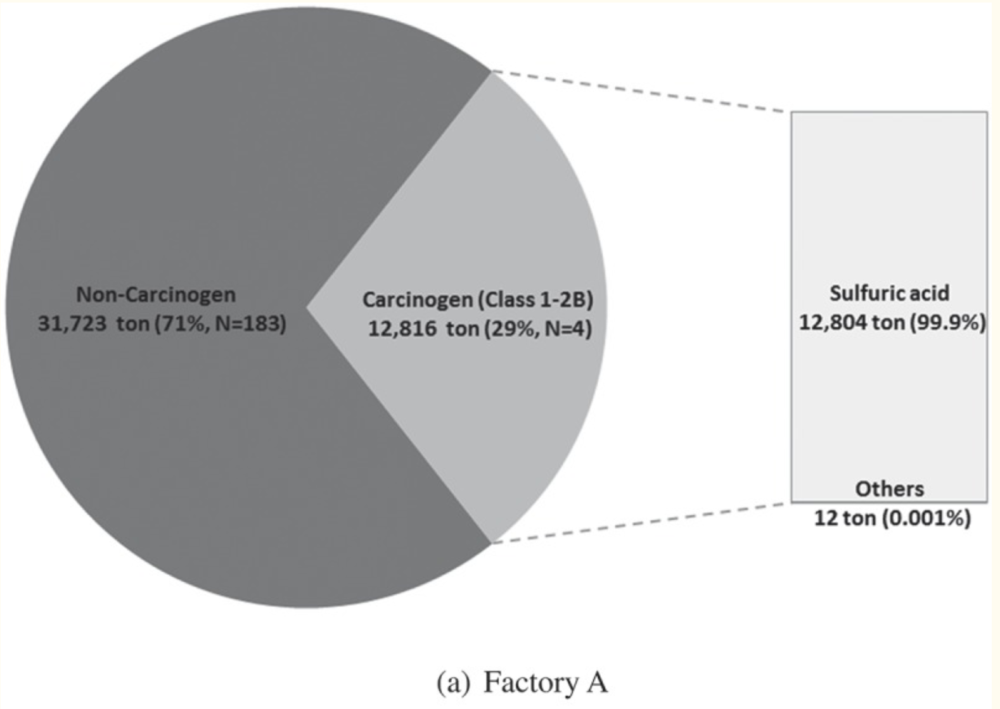 Non-Carcinogen
31,723 ton (71%, N=183)
Carcinogen (Class 1-2B)
12,816 ton (29%, N=4)
Sulfuric acid
12,804 ton (99.9%)
Others
12 ton (0.001%)
(a) Factory A